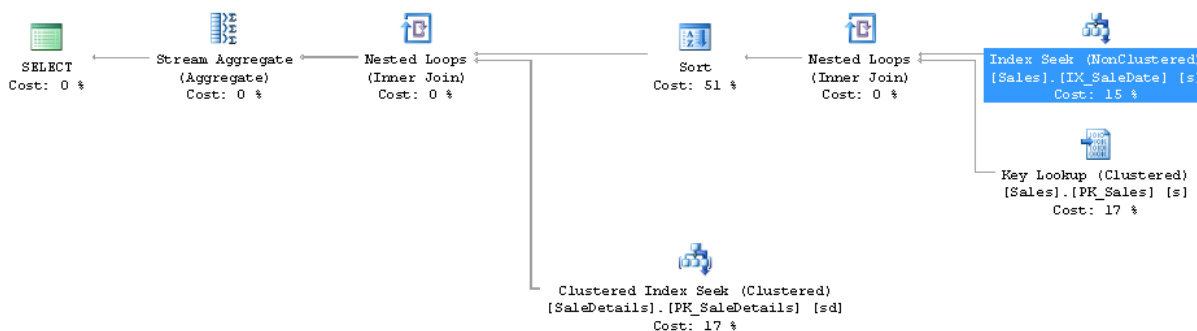 SELECT
Cost: 0 %
Stream Aggregate
(Aggregate)
Cost: 0 %
Nested Loops
(Inner Join)
Cost: 0 %
Sort
Cost: 51 %
Nested Loops
(Inner Join)
Cost: 0 %
Index Seek (NonClustered)
[Sales].[IX_SaleDate] [s]
Cost: 15 %
Key Lookup (Clustered)
[Sales].[PK_Sales] [s]
Cost: 17 %
Clustered Index Seek (Clustered)
[SaleDetails].[PK_SaleDetails] [sd]
Cost: 17 %